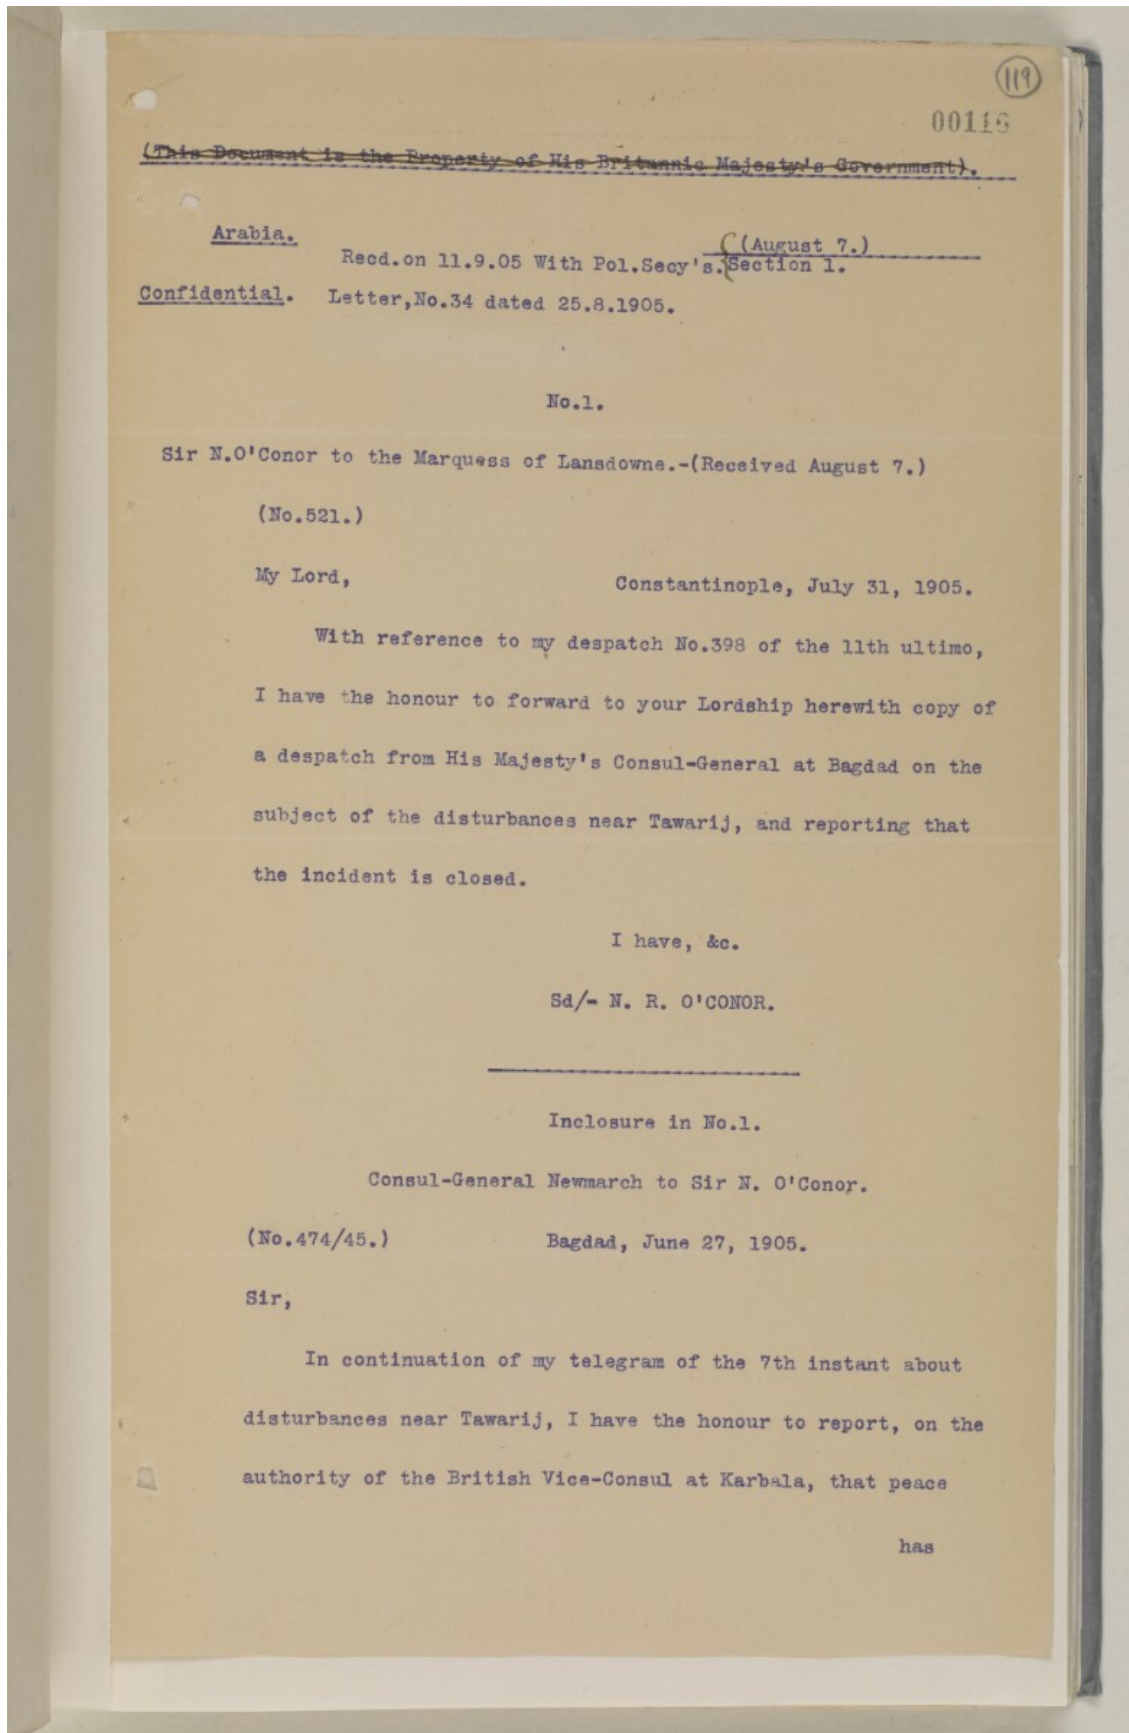 119
00116
(This Document is the Property of His Britannic Majesty's Government).
Arabia.
(August 7.)
Recd.on 11.9.05 With Pol.Secy's. Section 1.
Confidential. Letter,No.34 dated 25.8.1905.
No.1.
Sir N.O'Conor to the Marquess of Lansdowne.-(Received August 7.)
(No.521.)
My Lord, Constantinople, July 31, 1905.
With reference to my despatch No.398 of the 11th ultimo,
I have the honour to forward to your Lordship herewith copy of
a despatch from His Majesty's Consul-General at Bagdad on the
subject of the disturbances near Tawarij, and reporting that
the incident is closed.
I have, &c.
Sd/- N. R. O'CONOR.
Inclosure in No.1.
Consul-General Newmarch to Sir N. O'Conor.
(No.474/45.) Bagdad, June 27, 1905.
Sir,
In continuation of my telegram of the 7th instant about
disturbances near Tawarij, I have the honour to report, on the
authority of the British Vice-Consul at Karbala, that peace
has